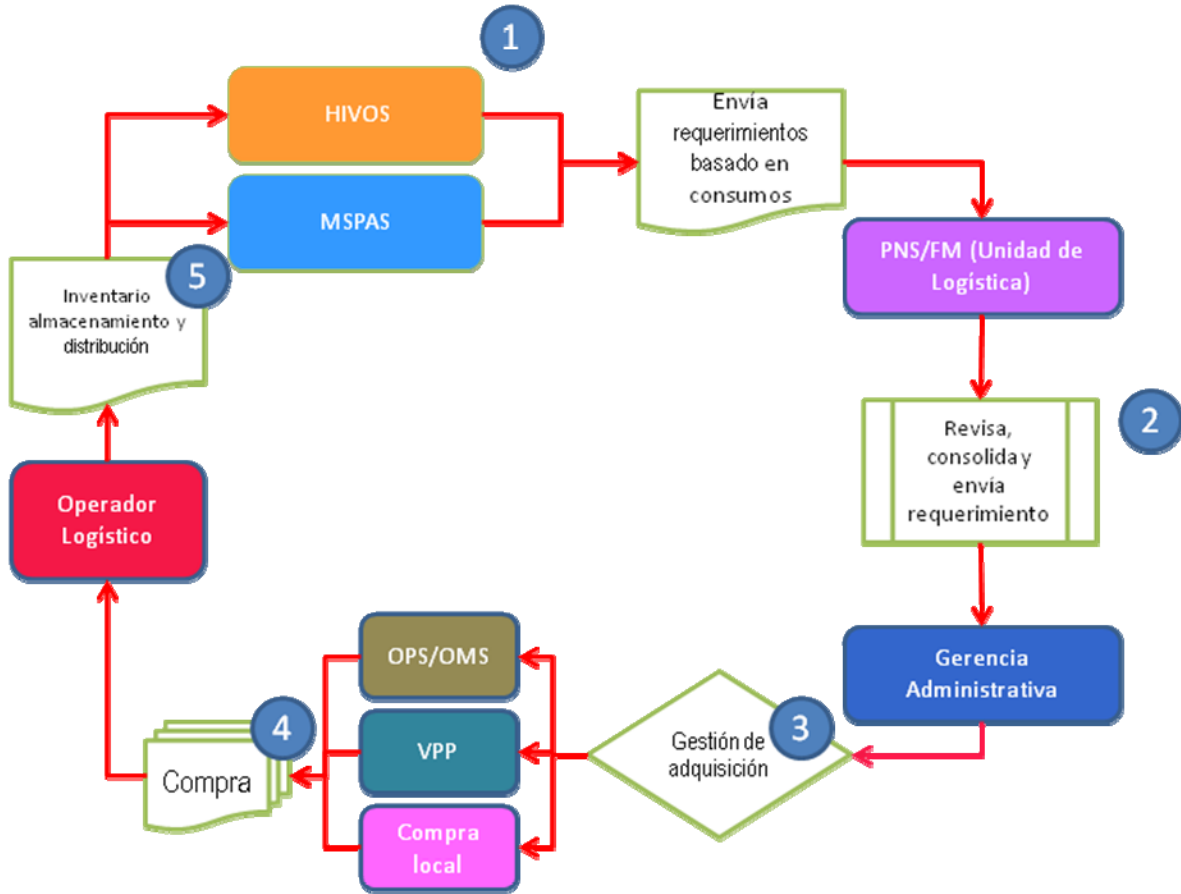 1
HIVOS
MSPAS
Envía
requerimientos
basado en
consumos
PNS/FM (Unidad de
Logística)
2
Revisa,
consolida y
envía
requerimiento
Gerencia
Administrativa
3
Gestión de
adquisición
OPS/OMS
VPP
Compra
local
4
Compra
Operador
Logístico
5
Inventario
almacenamiento y
distribución